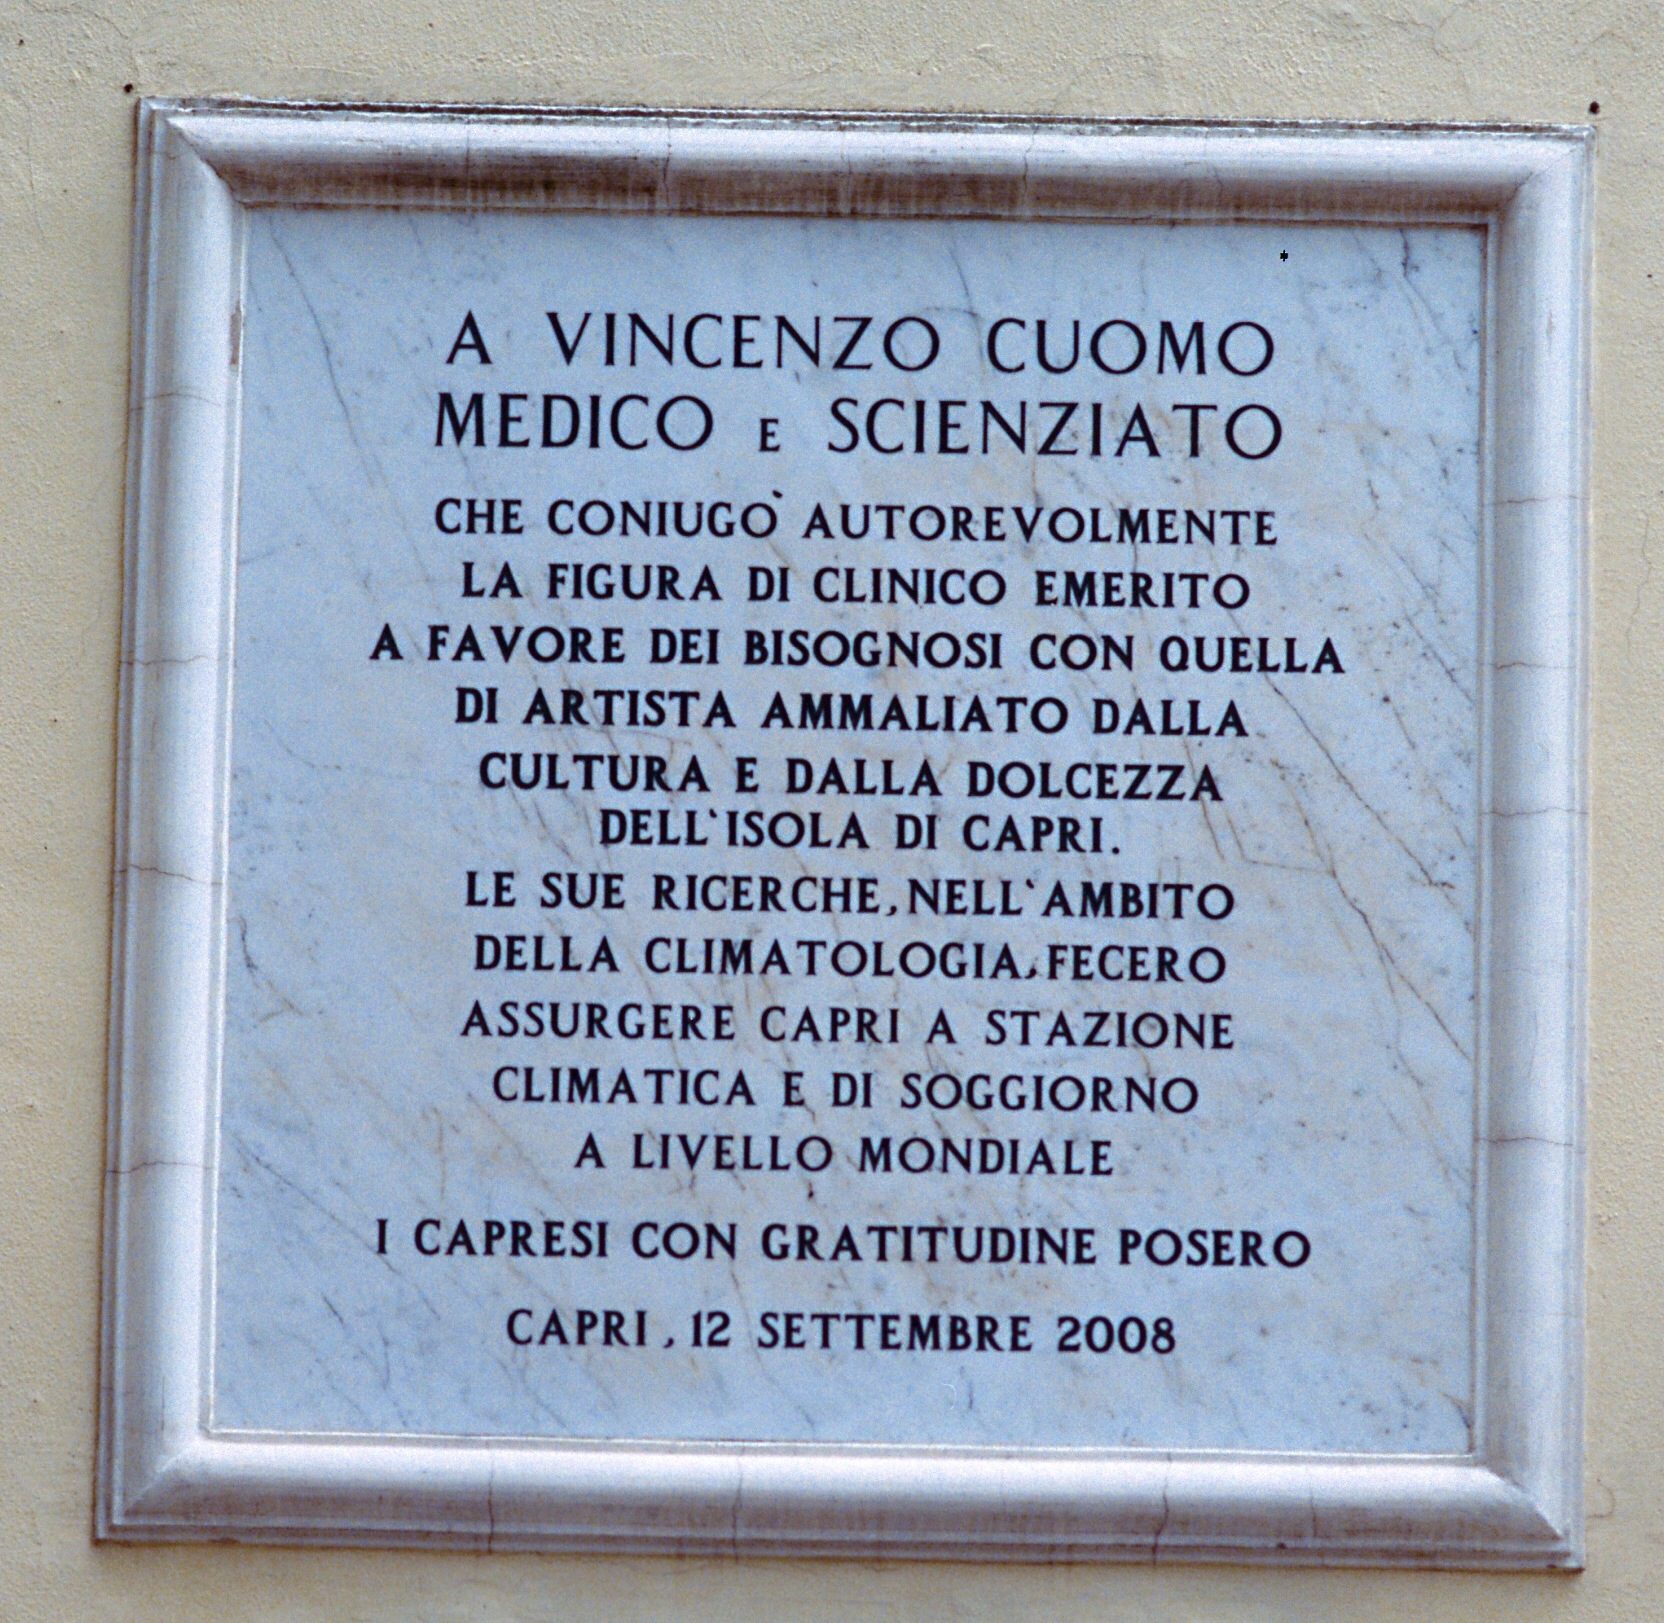 A VINCENZO CUOMO
MEDICO E SCIENZIATO
CHE CONIUGO' AUTOREVOLMENTE
LA FIGURA DI CLINICO EMERITO
A FAVORE DEI BISOGNOSI CON QUELLA
DI ARTISTA AMMALIATO DALLA
CULTURA E DALLA DOLCEZZA
DELL'ISOLA DI CAPRI.
LE SUE RICERCHE, NELL'AMBITO
DELLA CLIMATOLOGIA, FECERO
ASSURGERE CAPRI A STAZIONE
CLIMATICA E DI SOGGIORNO
A LIVELLO MONDIALE
I CAPRESI CON GRATITUDINE POSERO
CAPRI, 12 SETTEMBRE 2008